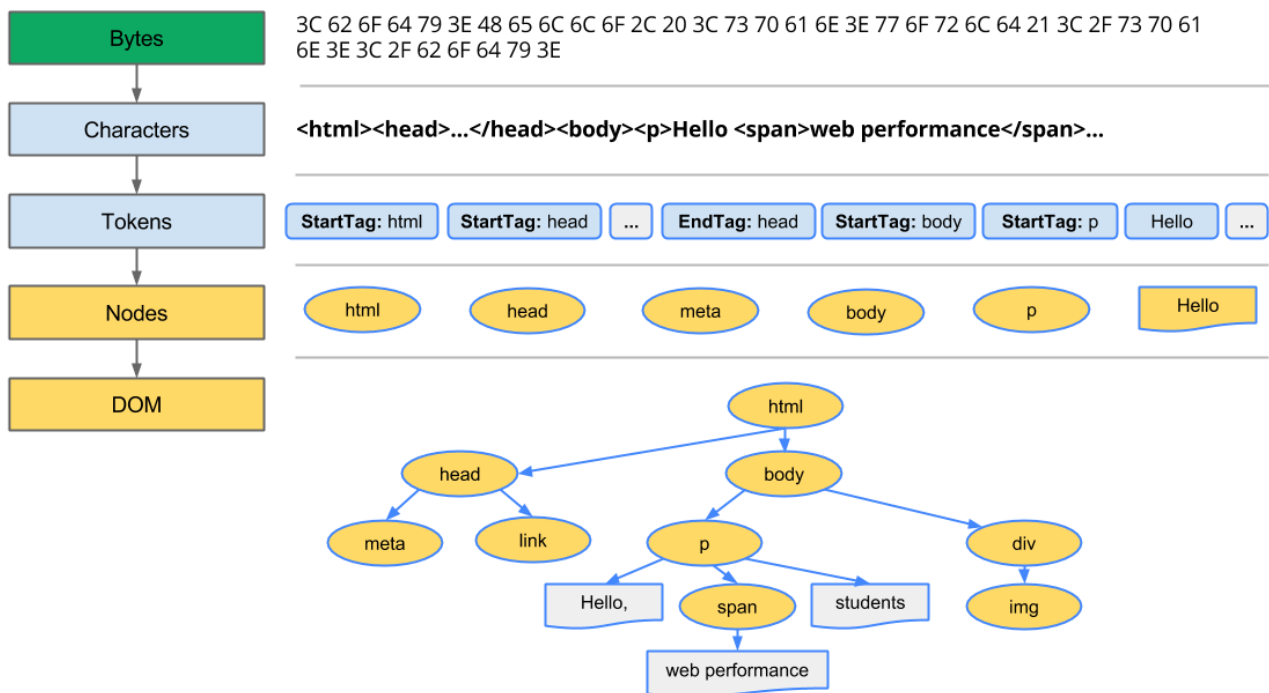 Bytes
3C 62 6F 64 79 3E 48 65 6C 6C 6F 2C 20 3C 73 70 61 6E 3E 77 6F 72 6C 64 21 3C 2F 73 70 61
6E 3E 3C 2F 62 6F 64 79 3E
Characters
<html><head>...</head><body><p>Hello <span>web performance</span>...
Tokens
StartTag: html
StartTag: head
...
EndTag: head
StartTag: body
StartTag: p
Hello
...
Nodes
html
head
meta
body
p
Hello
DOM
html
head
body
meta
link
p
div
Hello,
span
students
img
web performance